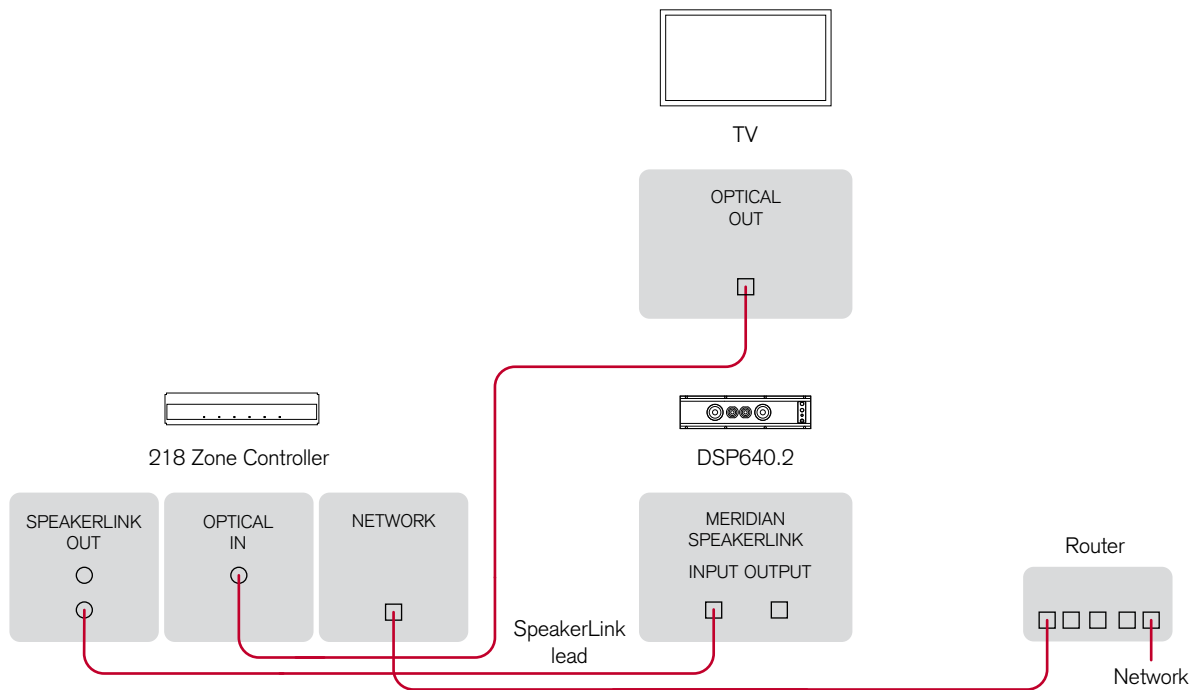 TV
OPTICAL
OUT
218 Zone Controller
DSP640.2
SPEAKERLINK
OUT
OPTICAL
IN
NETWORK
MERIDIAN
SPEAKERLINK
INPUT OUTPUT
Router
SpeakerLink
lead
Network